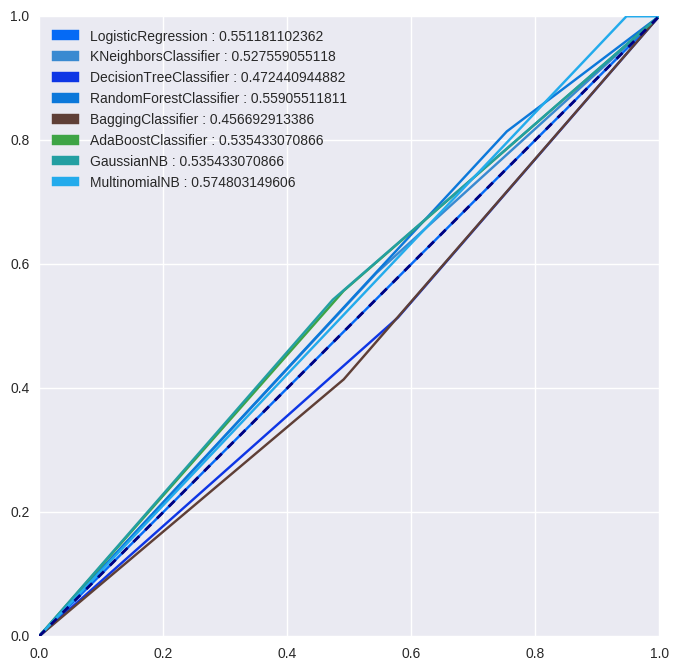 1.0
LogisticRegression : 0.551181102362
KNeighborsClassifier : 0.527559055118
DecisionTreeClassifier : 0.472440944882
RandomForestClassifier : 0.55905511811
BaggingClassifier : 0.456692913386
AdaBoostClassifier : 0.535433070866
GaussianNB : 0.535433070866
MultinomialNB : 0.574803149606
0.8
0.6
0.4
0.2
0.0
0.0 0.2 0.4 0.6 0.8 1.0